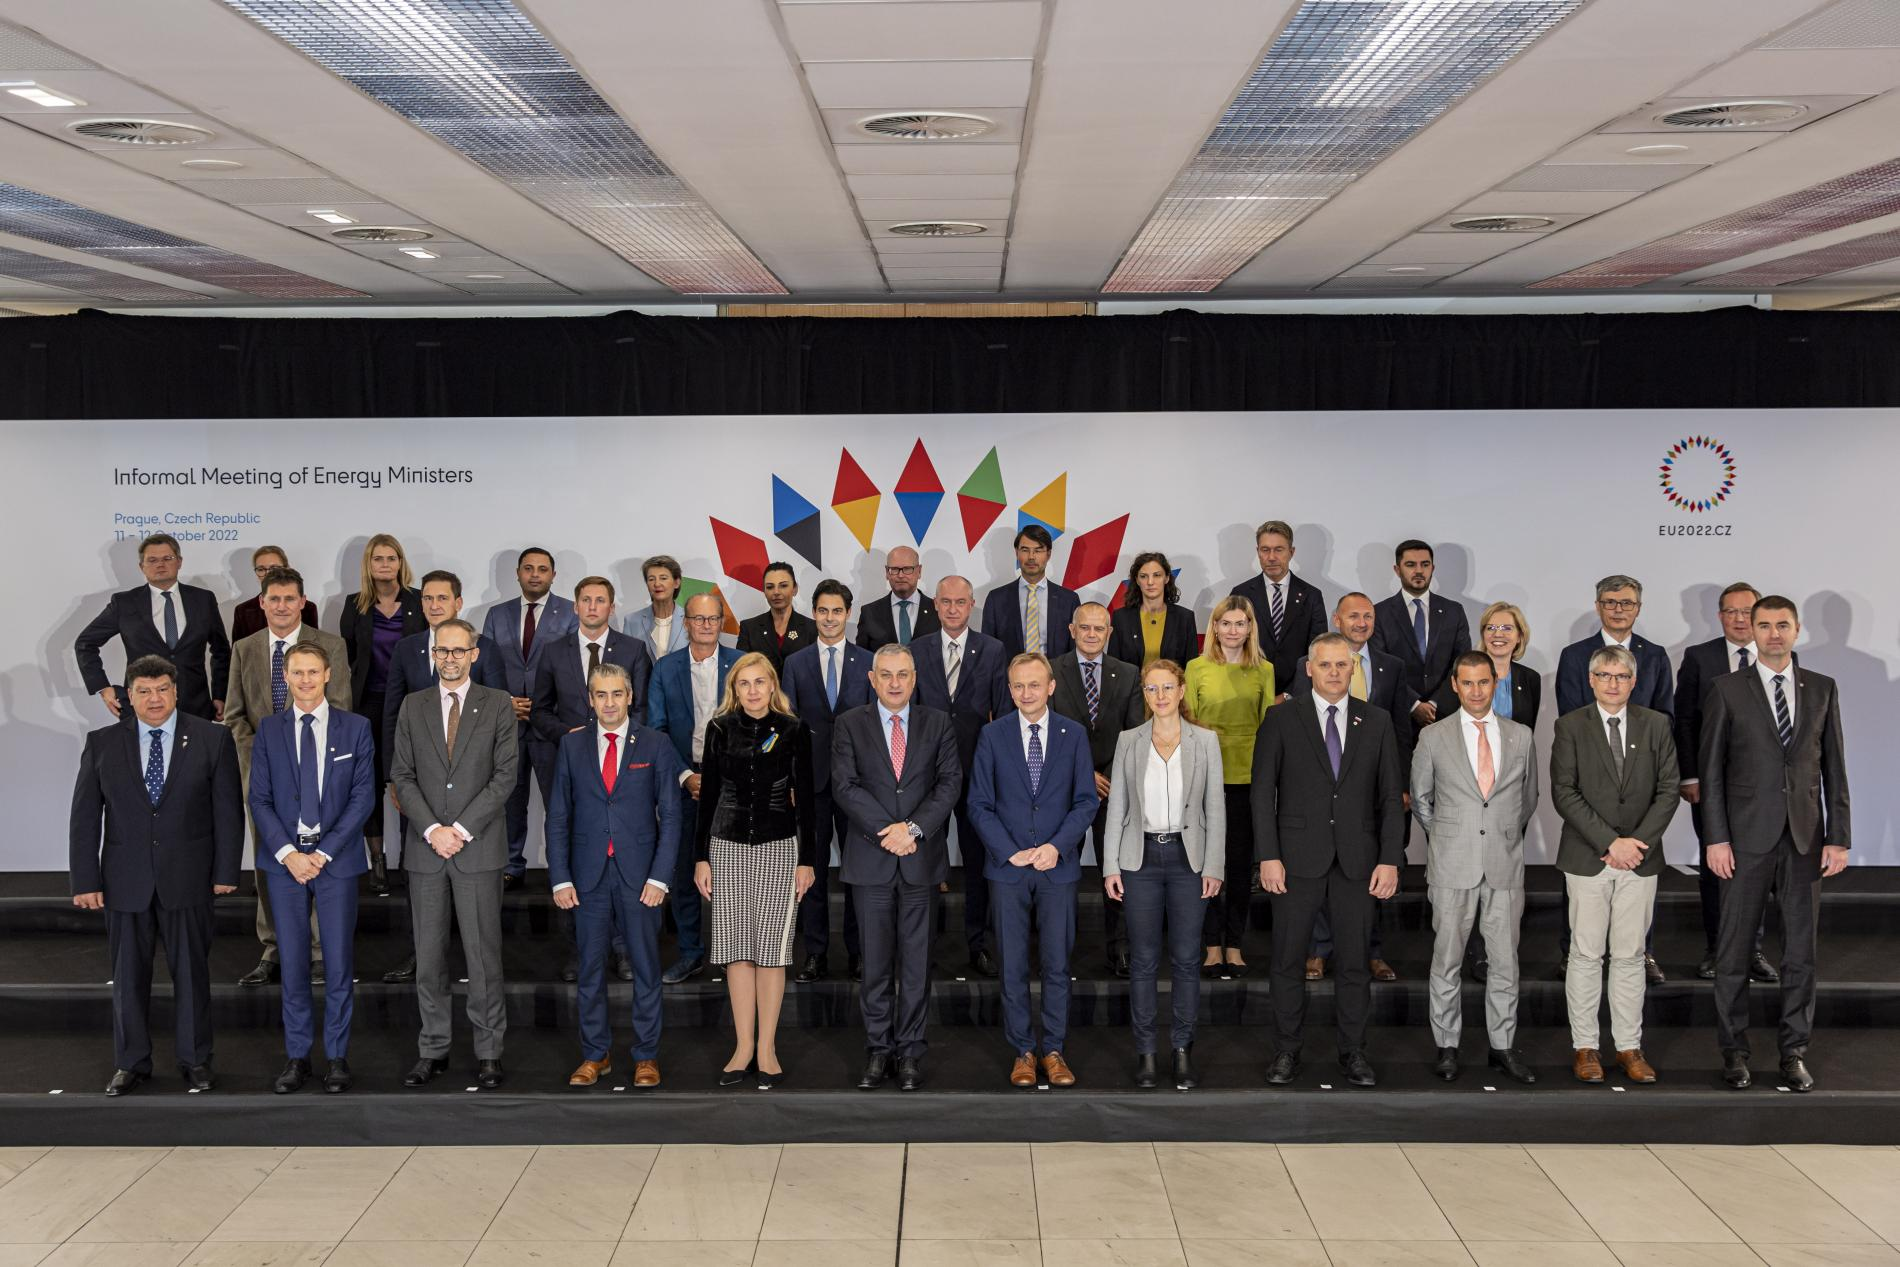 Informal Meeting of Energy Ministers
Prague, Czech Republic
11 – 12 October 2022
EU2022.CZ